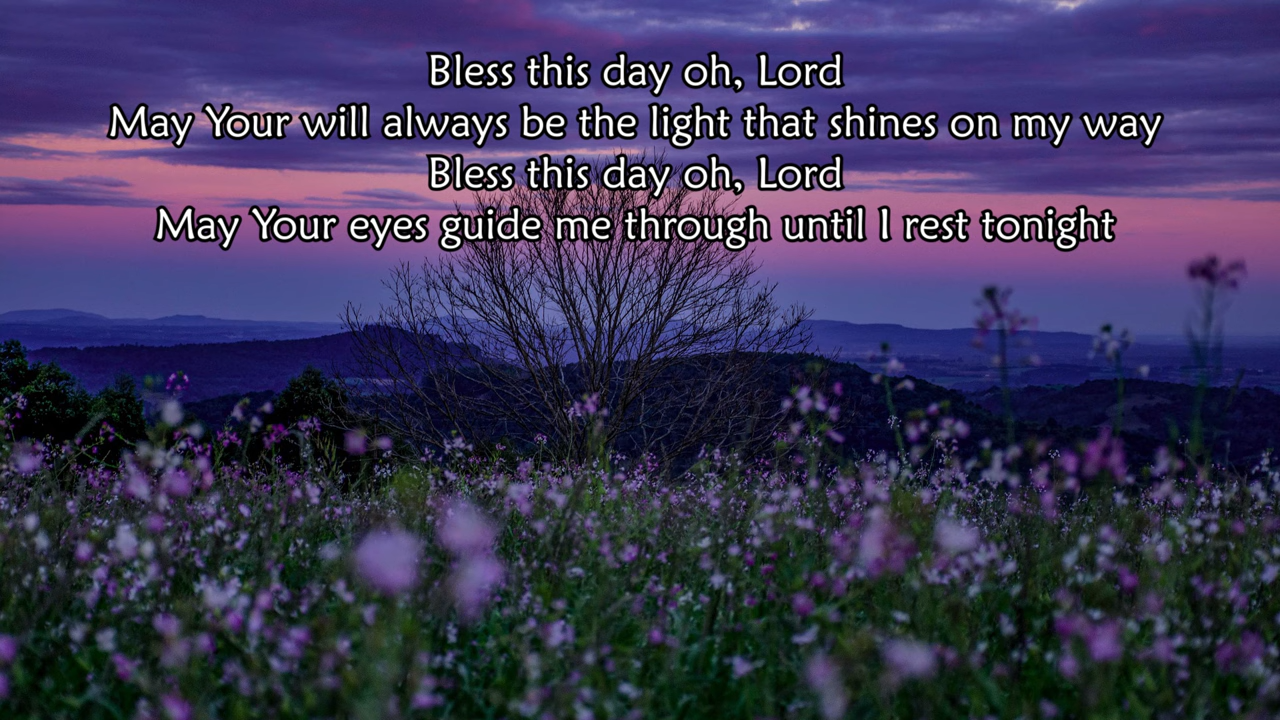 Bless this day oh, Lord
May Your will always be the light that shines on my way
Bless this day oh, Lord
May Your eyes guide me through until I rest tonight